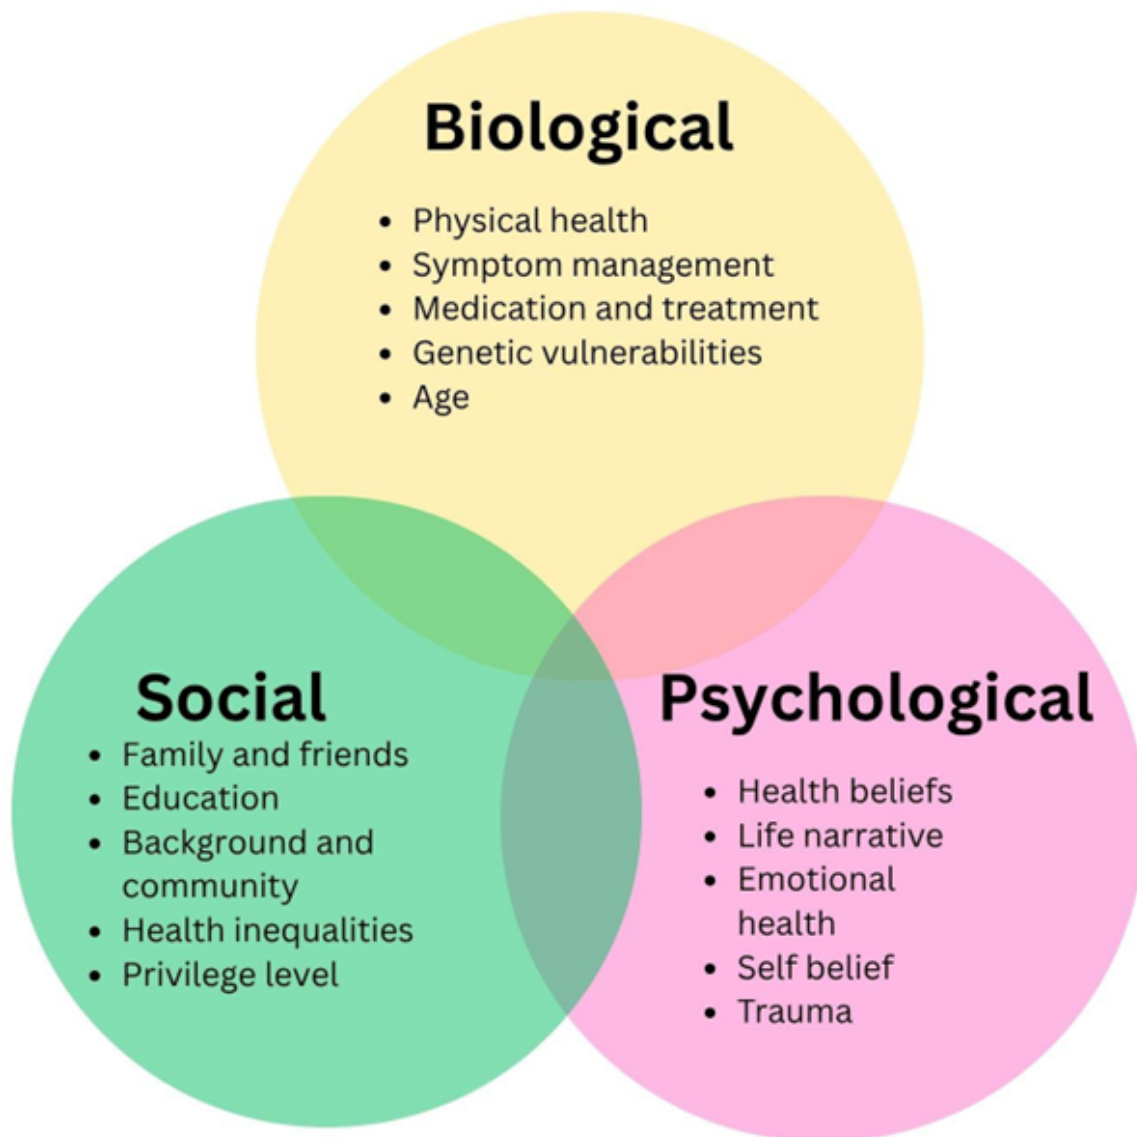 Biological
• Physical health
• Symptom management
• Medication and treatment
• Genetic vulnerabilities
• Age
Social
• Family and friends
• Education
• Background and
community
• Health inequalities
• Privilege level
Psychological
• Health beliefs
• Life narrative
• Emotional
health
• Self belief
• Trauma